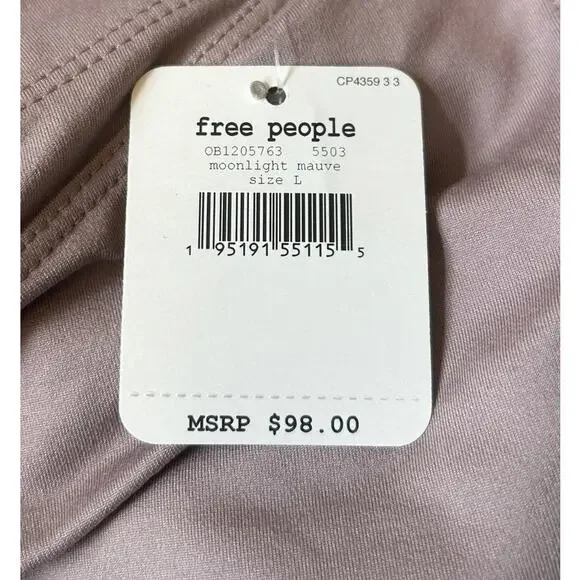 CP4359 3 3
free people
OB1205763 5503
moonlight mauve
size L
1 95191 55115 5
MSRP $98.00